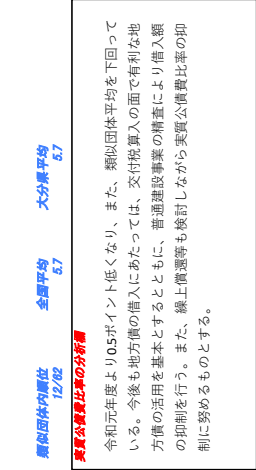 類似団体内順位 全国平均 大分県平均
12/62 5.7 5.7
実質公債費比率の分析欄
令和元年度より0.5ポイント低くなり、また、類似団体平均を下回って
いる。今後も地方債の借入にあたっては、交付税算入の面で有利な地
方債の活用を基本とするとともに、普通建設事業の精査により借入額
の抑制を行う。また、繰上償還等も検討しながら実質公債費比率の抑
制に努めるものとする。